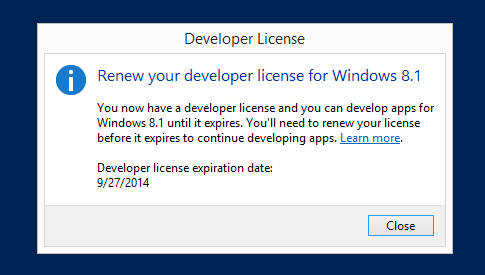 Developer License
Renew your developer license for Windows 8.1
You now have a developer license and you can develop apps for
Windows 8.1 until it expires. You'll need to renew your license
before it expires to continue developing apps. Learn more.
Developer license expiration date:
9/27/2014
Close